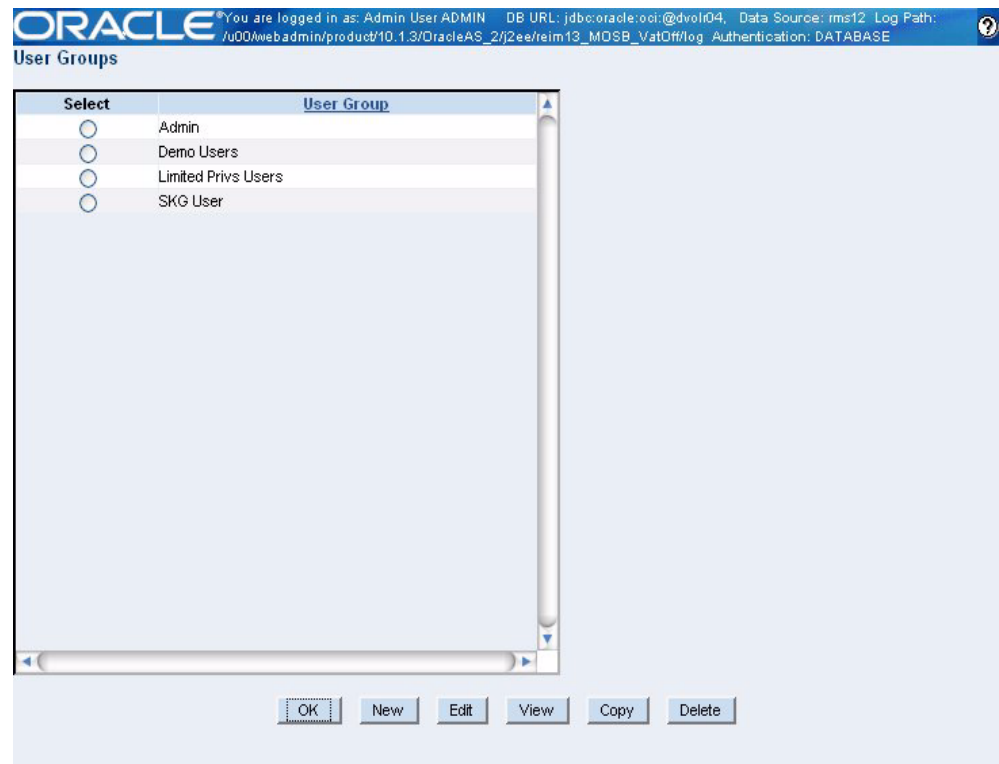 ORACLE® You are logged in as: Admin User ADMIN DB URL: jdbc:oracle:oci:@dvolr04, Data Source: rms12 Log Path:
/u00/webadmin/product/10.1.3/OracleAS_2/j2ee/reim13_MOSB_VatOff/log Authentication: DATABASE
User Groups
Select User Group
Admin
Demo Users
Limited Privs Users
SKG User
OK New Edit View Copy Delete